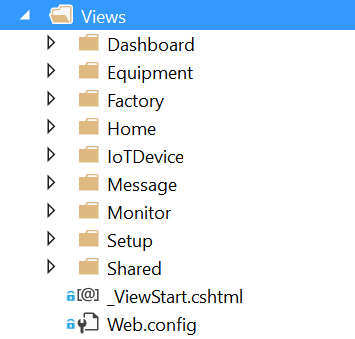 Views
Dashboard
Equipment
Factory
Home
IoTDevice
Message
Monitor
Setup
Shared
_ViewStart.cshtml
Web.config